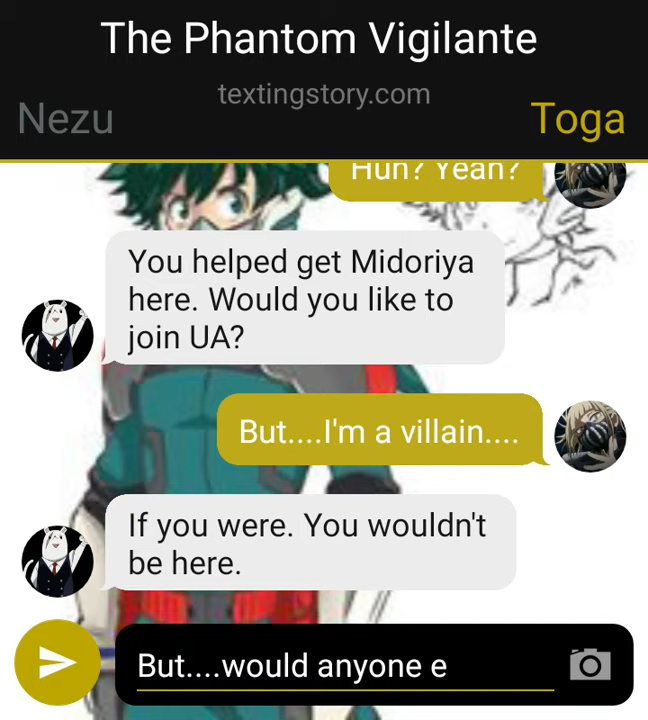 The Phantom Vigilante
textingstory.com
Nezu
Toga
Huh? Yeah?
You helped get Midoriya
here. Would you like to
join UA?
But....I'm a villain....
If you were. You wouldn't
be here.
But....would anyone e